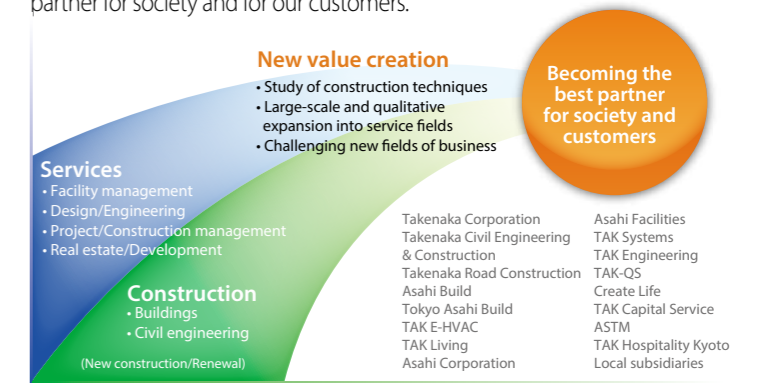 partner for society and for our customers.
New value creation
• Study of construction techniques
• Large-scale and qualitative
expansion into service fields
• Challenging new fields of business
Becoming the
best partner
for society and
customers
Services
• Facility management
• Design/Engineering
• Project/Construction management
• Real estate/Development
Construction
• Buildings
• Civil engineering
(New construction/Renewal)
Takenaka Corporation
Takenaka Civil Engineering
& Construction
Takenaka Road Construction
Asahi Build
Tokyo Asahi Build
TAK E-HVAC
TAK Living
Asahi Corporation
Asahi Facilities
TAK Systems
TAK Engineering
TAK-QS
Create Life
TAK Capital Service
ASTM
TAK Hospitality Kyoto
Local subsidiaries